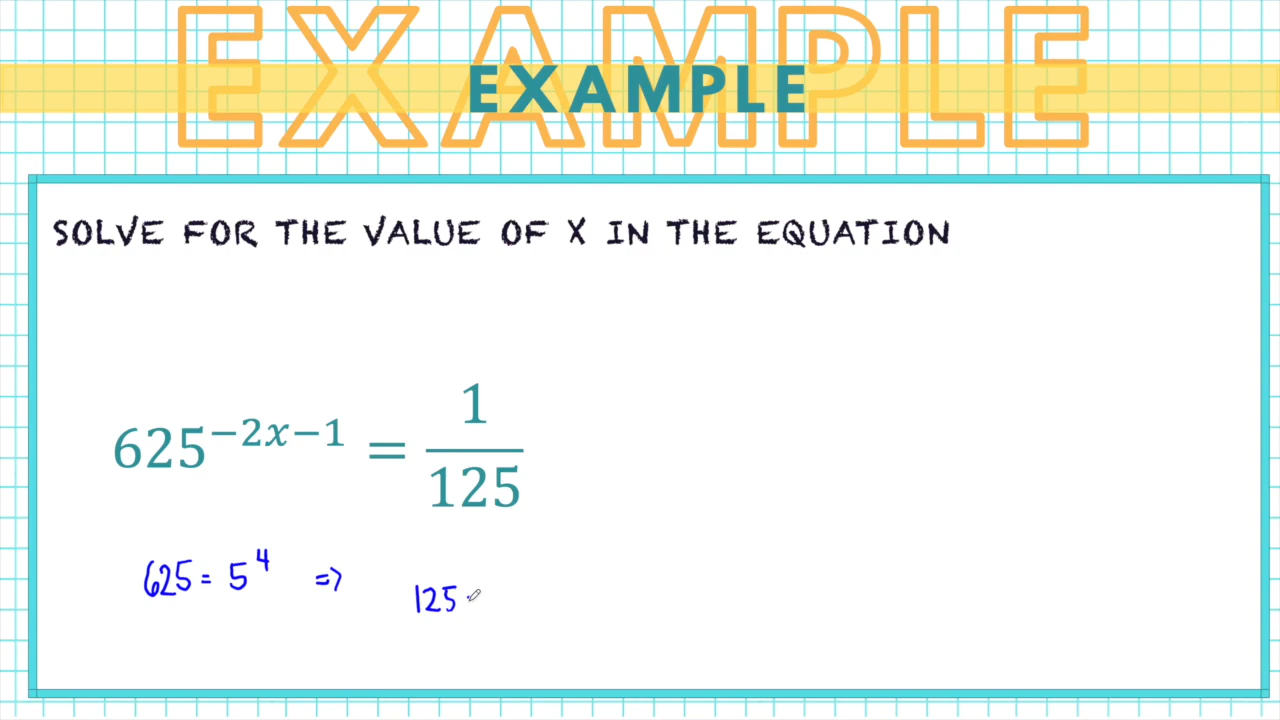 EXAMPLE
EXAMPLE
SOLVE FOR THE VALUE OF X IN THE EQUATION
625^{-2x-1} = \frac{1}{125}
625 = 5^4 => 125